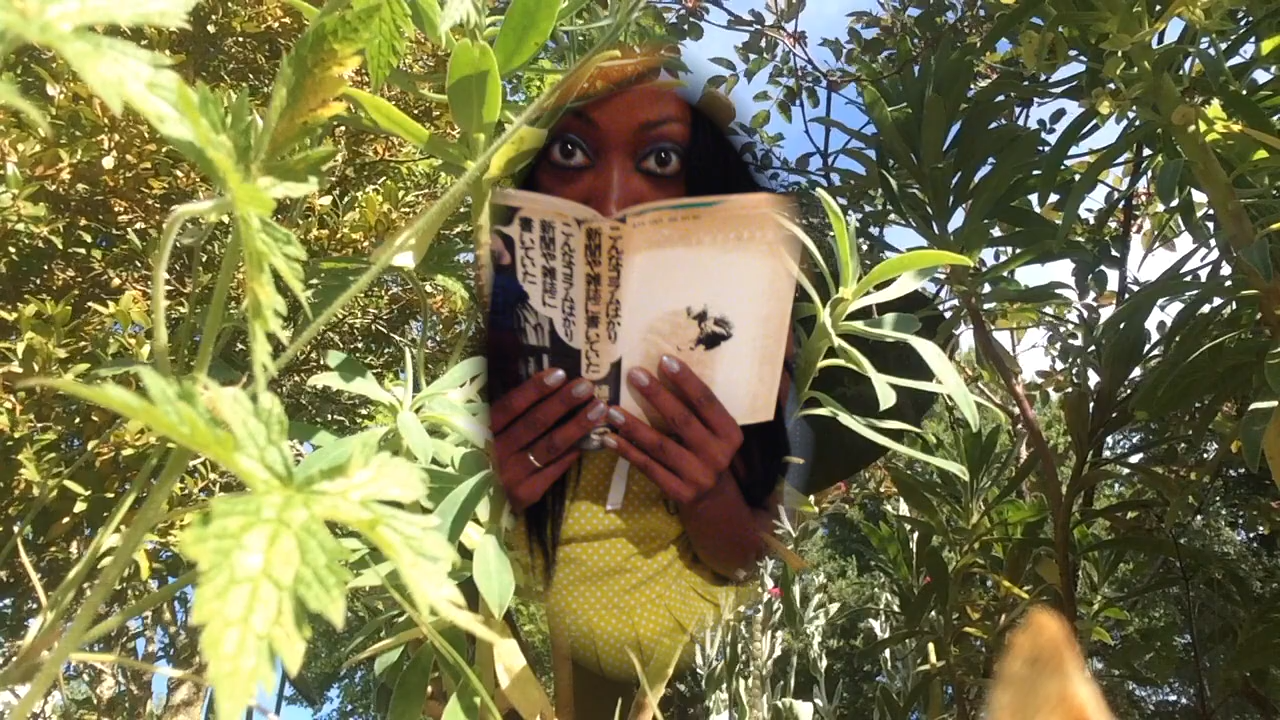 こんなコラムばかり
新聞や雑誌に書いていた
こんなコラムばかり
新聞や雑誌に
書いていた